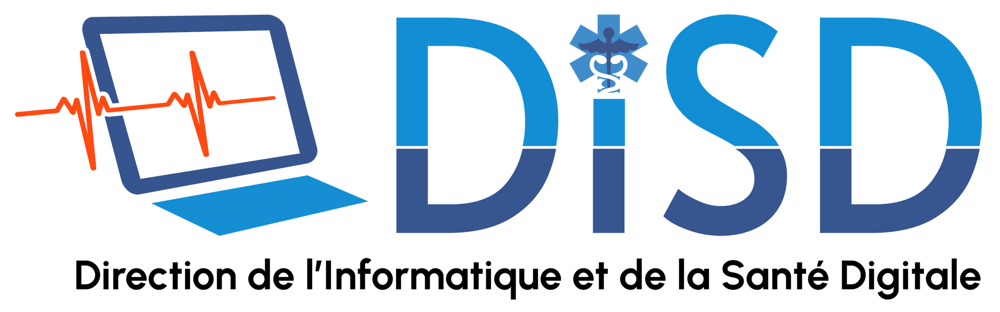 DiSD
Direction de l'Informatique et de la Santé Digitale